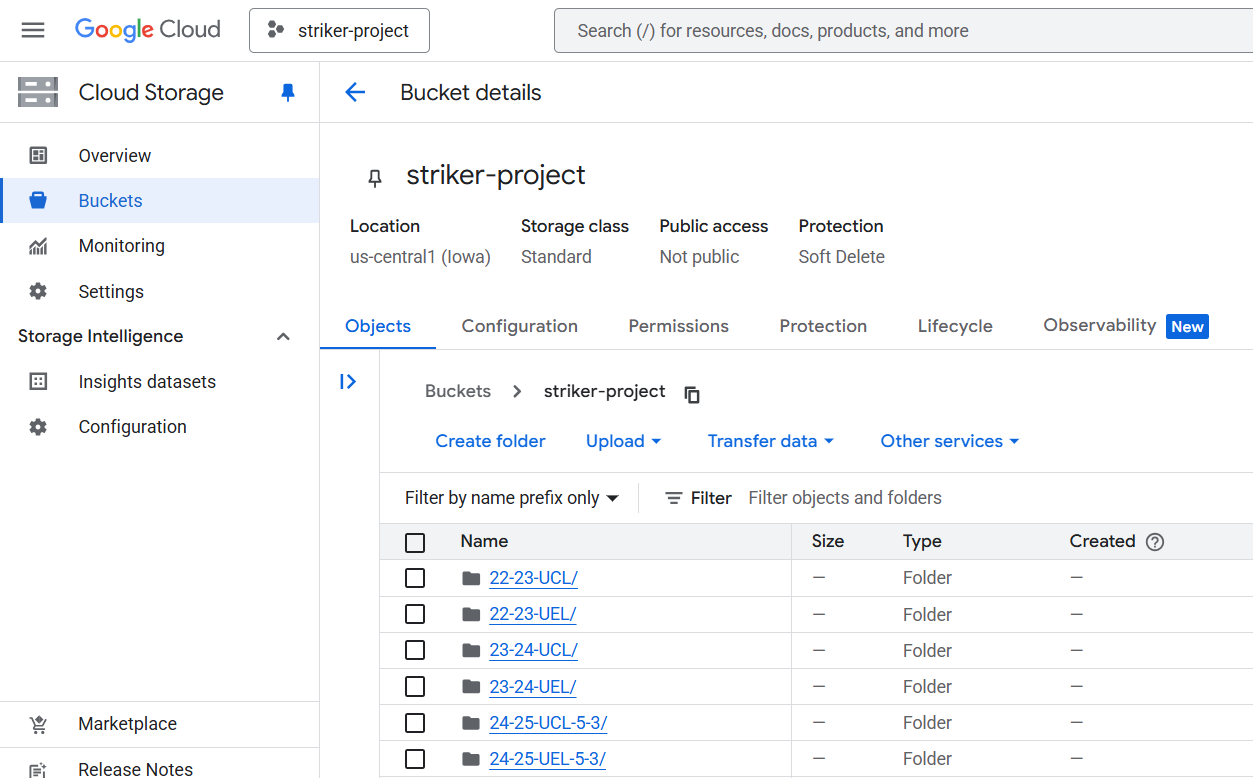 Google Cloud
striker-project
Search (/) for resources, docs, products, and more
Cloud Storage
Bucket details
Overview
Buckets
Monitoring
Settings
Storage Intelligence
Insights datasets
Configuration
Marketplace
Release Notes
striker-project
Location Storage class Public access Protection
us-central1 (Iowa) Standard Not public Soft Delete
Objects Configuration Permissions Protection Lifecycle Observability New
Buckets striker-project
Create folder Upload Transfer data Other services
Filter by name prefix only Filter Filter objects and folders
Name Size Type Created
22-23-UCL/ — Folder —
22-23-UEL/ — Folder —
23-24-UCL/ — Folder —
23-24-UEL/ — Folder —
24-25-UCL-5-3/ — Folder —
24-25-UEL-5-3/ — Folder —